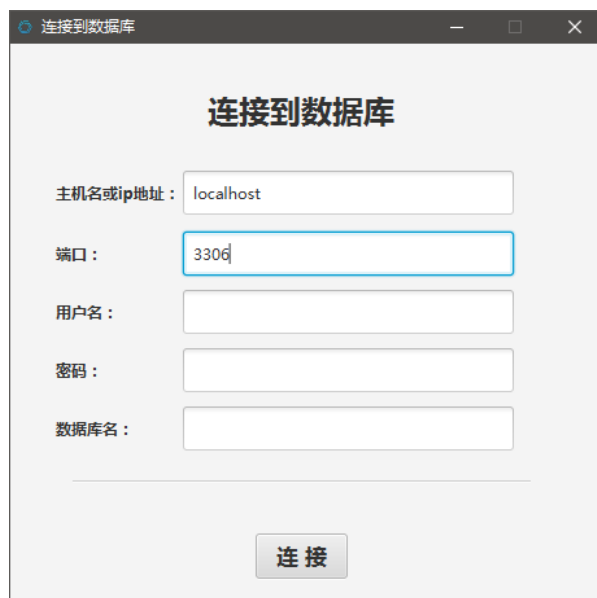 连接到数据库
连接到数据库
主机名或ip地址： localhost
端口： 3306
用户名：
密码：
数据库名：
连 接